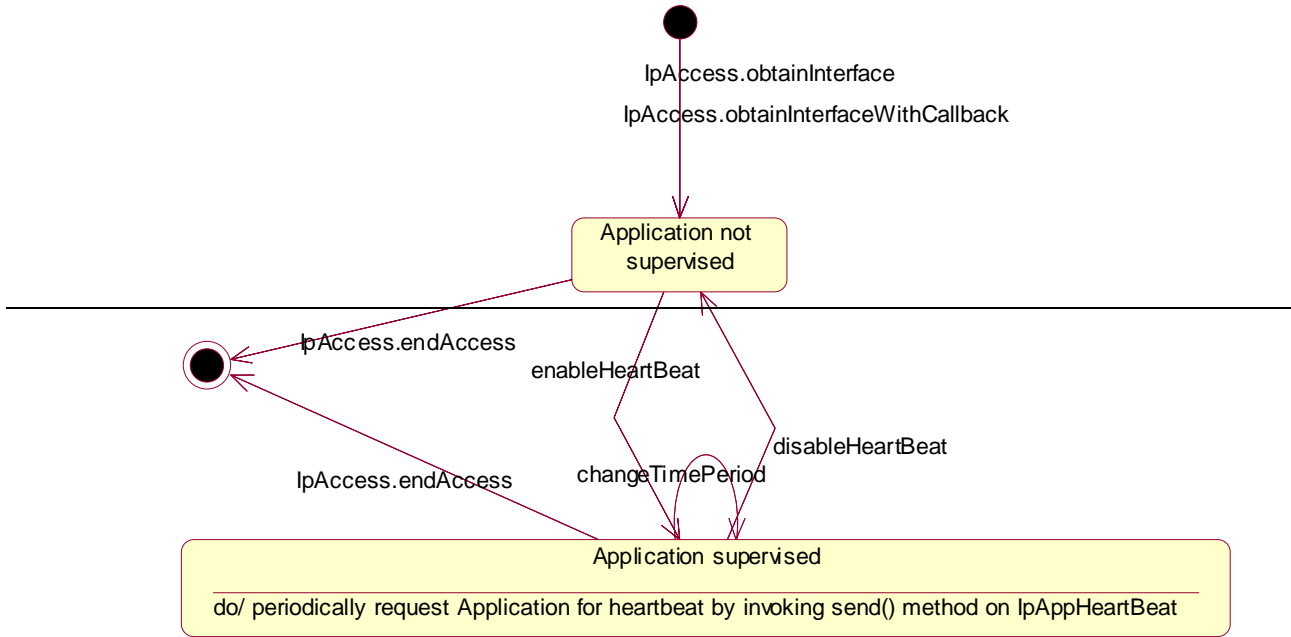 IpAccess.obtainInterface
IpAccess.obtainInterfaceWithCallback
Application not
supervised
IpAccess.endAccess
enableHeartBeat
disableHeartBeat
changeTimePeriod
IpAccess.endAccess
Application supervised
do/ periodically request Application for heartbeat by invoking send() method on IpAppHeartBeat